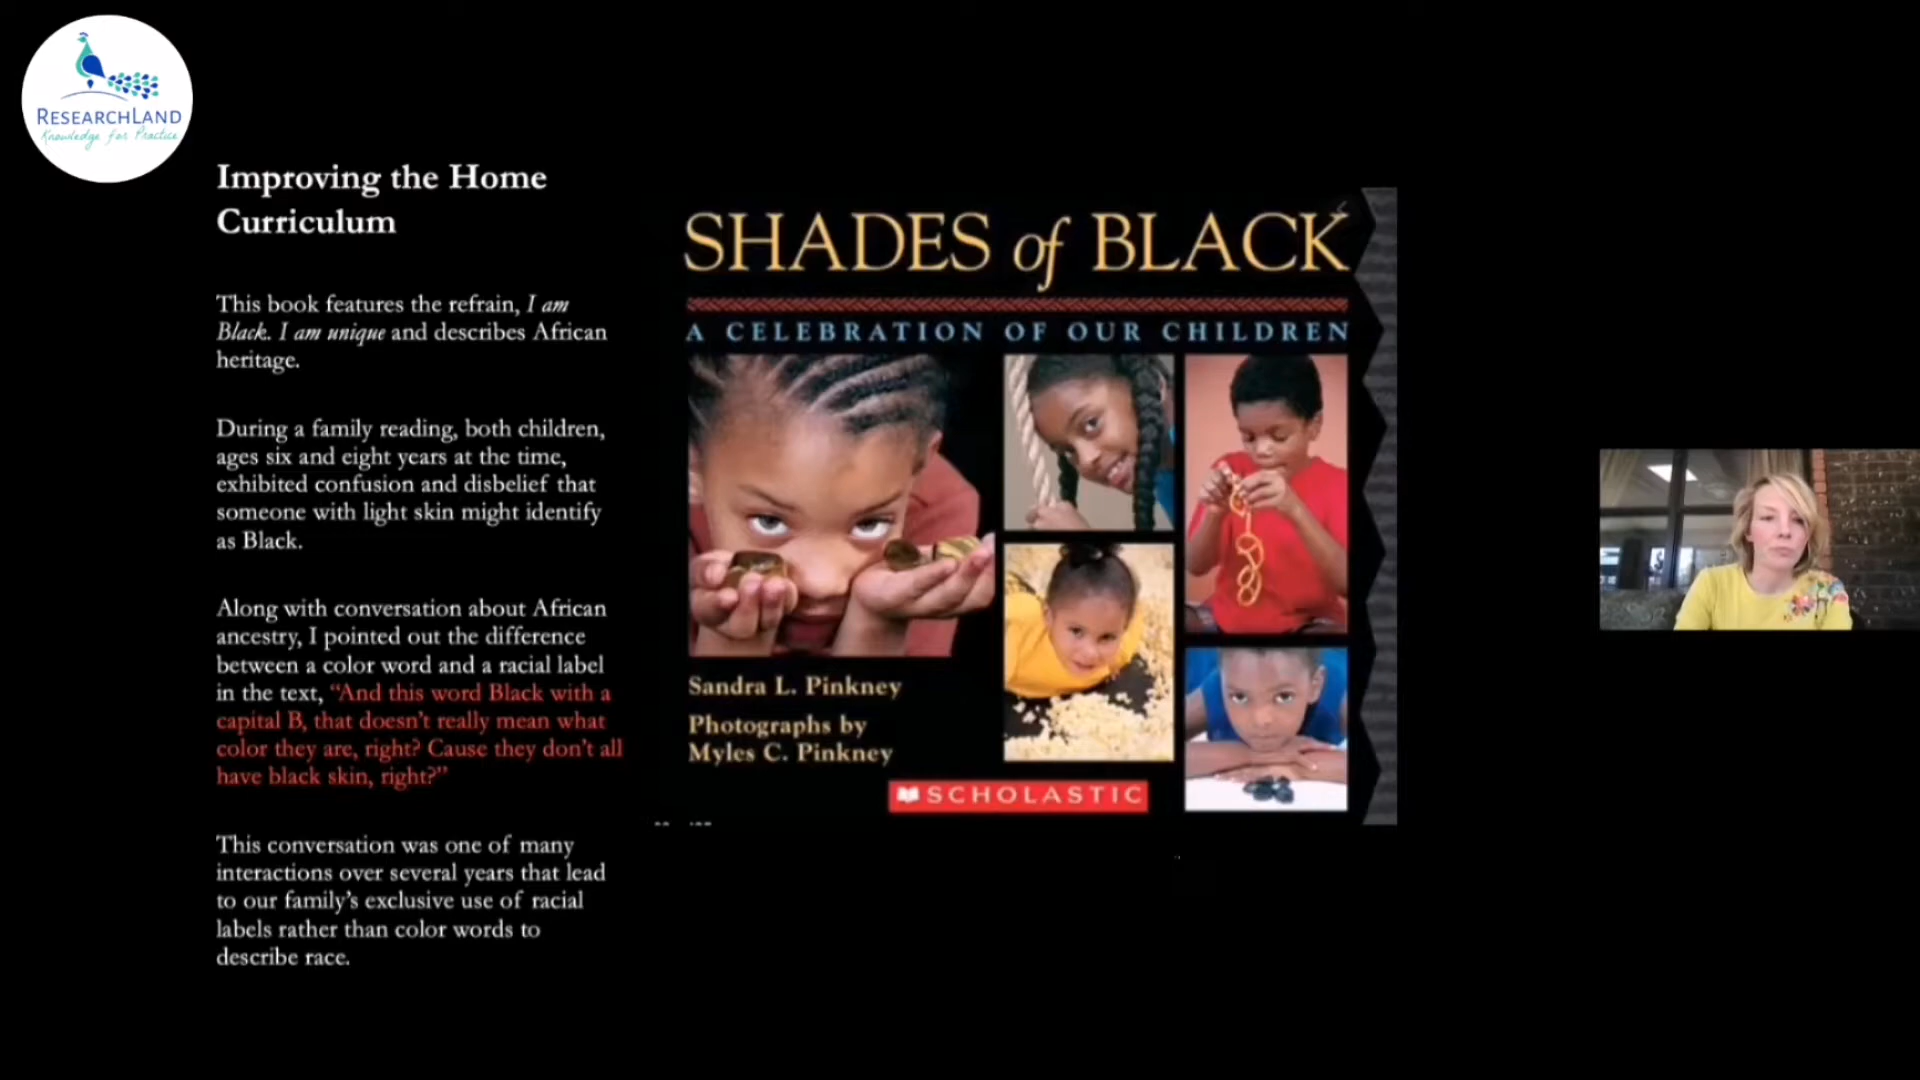 RESEARCHLAND
Knowledge for Practice
Improving the Home
Curriculum
This book features the refrain, I am
Black. I am unique and describes African
heritage.
During a family reading, both children,
ages six and eight years at the time,
exhibited confusion and disbelief that
someone with light skin might identify
as Black.
Along with conversation about African
ancestry, I pointed out the difference
between a color word and a racial label
in the text, “And this word Black with a
capital B, that doesn’t really mean what
color they are, right? Cause they don’t all
have black skin, right?”
This conversation was one of many
interactions over several years that lead
to our family’s exclusive use of racial
labels rather than color words to
describe race.
SHADES of BLACK
A CELEBRATION OF OUR CHILDREN
Sandra L. Pinkney
Photographs by
Myles C. Pinkney
SCHOLASTIC